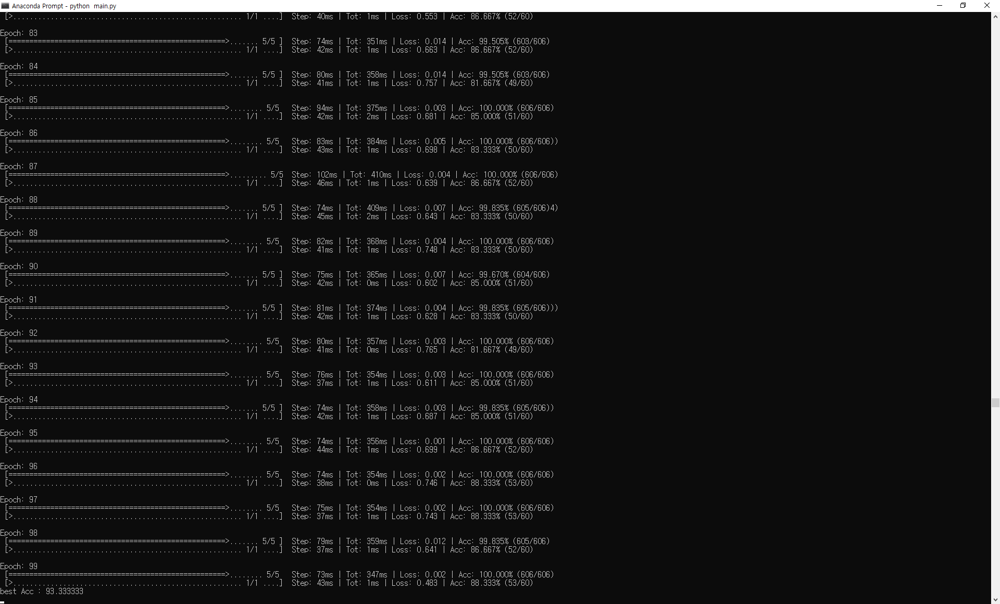 Anaconda Prompt - python  main.py
[>........................................................ 1/1 ....]  Step: 40ms | Tot: 1ms | Loss: 0.553 | Acc: 86.667% (52/60)
Epoch: 83
[====================================================>....... 5/5 ]  Step: 74ms | Tot: 351ms | Loss: 0.014 | Acc: 99.505% (603/606)
[>........................................................ 1/1 ....]  Step: 42ms | Tot: 1ms | Loss: 0.663 | Acc: 86.667% (52/60)
Epoch: 84
[====================================================>....... 5/5 ]  Step: 80ms | Tot: 358ms | Loss: 0.014 | Acc: 99.505% (603/606)
[>........................................................ 1/1 ....]  Step: 41ms | Tot: 1ms | Loss: 0.757 | Acc: 81.667% (49/60)
Epoch: 85
[====================================================>........ 5/5   Step: 94ms | Tot: 375ms | Loss: 0.003 | Acc: 100.000% (606/606)
[>........................................................ 1/1 ....]  Step: 42ms | Tot: 2ms | Loss: 0.681 | Acc: 85.000% (51/60)
Epoch: 86
[====================================================>........ 5/5   Step: 83ms | Tot: 384ms | Loss: 0.005 | Acc: 100.000% (606/606))
[>........................................................ 1/1 ....]  Step: 43ms | Tot: 1ms | Loss: 0.698 | Acc: 83.333% (50/60)
Epoch: 87
[====================================================>......... 5/5  Step: 102ms | Tot: 410ms | Loss: 0.004 | Acc: 100.000% (606/606)
[>........................................................ 1/1 ....]  Step: 46ms | Tot: 1ms | Loss: 0.639 | Acc: 86.667% (52/60)
Epoch: 88
[====================================================>....... 5/5 ]  Step: 74ms | Tot: 409ms | Loss: 0.007 | Acc: 99.835% (605/606)4)
[>........................................................ 1/1 ....]  Step: 45ms | Tot: 2ms | Loss: 0.643 | Acc: 83.333% (50/60)
Epoch: 89
[====================================================>........ 5/5   Step: 82ms | Tot: 368ms | Loss: 0.004 | Acc: 100.000% (606/606)
[>........................................................ 1/1 ....]  Step: 41ms | Tot: 1ms | Loss: 0.748 | Acc: 83.333% (50/60)
Epoch: 90
[====================================================>....... 5/5 ]  Step: 75ms | Tot: 365ms | Loss: 0.007 | Acc: 99.670% (604/606)
[>........................................................ 1/1 ....]  Step: 42ms | Tot: 0ms | Loss: 0.602 | Acc: 85.000% (51/60)
Epoch: 91
[====================================================>....... 5/5 ]  Step: 81ms | Tot: 374ms | Loss: 0.004 | Acc: 99.835% (605/606)))
[>........................................................ 1/1 ....]  Step: 42ms | Tot: 1ms | Loss: 0.628 | Acc: 83.333% (50/60)
Epoch: 92
[====================================================>........ 5/5   Step: 80ms | Tot: 357ms | Loss: 0.003 | Acc: 100.000% (606/606)
[>........................................................ 1/1 ....]  Step: 41ms | Tot: 0ms | Loss: 0.765 | Acc: 81.667% (49/60)
Epoch: 93
[====================================================>........ 5/5   Step: 76ms | Tot: 354ms | Loss: 0.003 | Acc: 100.000% (606/606)
[>........................................................ 1/1 ....]  Step: 37ms | Tot: 1ms | Loss: 0.611 | Acc: 85.000% (51/60)
Epoch: 94
[====================================================>....... 5/5 ]  Step: 74ms | Tot: 358ms | Loss: 0.003 | Acc: 99.835% (605/606))
[>........................................................ 1/1 ....]  Step: 42ms | Tot: 1ms | Loss: 0.687 | Acc: 85.000% (51/60)
Epoch: 95
[====================================================>........ 5/5   Step: 74ms | Tot: 356ms | Loss: 0.001 | Acc: 100.000% (606/606)
[>........................................................ 1/1 ....]  Step: 44ms | Tot: 1ms | Loss: 0.699 | Acc: 86.667% (52/60)
Epoch: 96
[====================================================>........ 5/5   Step: 74ms | Tot: 354ms | Loss: 0.002 | Acc: 100.000% (606/606)
[>........................................................ 1/1 ....]  Step: 38ms | Tot: 0ms | Loss: 0.746 | Acc: 88.333% (53/60)
Epoch: 97
[====================================================>........ 5/5   Step: 75ms | Tot: 354ms | Loss: 0.002 | Acc: 100.000% (606/606)
[>........................................................ 1/1 ....]  Step: 37ms | Tot: 1ms | Loss: 0.743 | Acc: 88.333% (53/60)
Epoch: 98
[====================================================>....... 5/5 ]  Step: 79ms | Tot: 359ms | Loss: 0.012 | Acc: 99.835% (605/606)
[>........................................................ 1/1 ....]  Step: 37ms | Tot: 1ms | Loss: 0.641 | Acc: 86.667% (52/60)
Epoch: 99
[====================================================>........ 5/5   Step: 73ms | Tot: 347ms | Loss: 0.002 | Acc: 100.000% (606/606)
[>........................................................ 1/1 ....]  Step: 43ms | Tot: 1ms | Loss: 0.483 | Acc: 88.333% (53/60)
best Acc : 93.333333